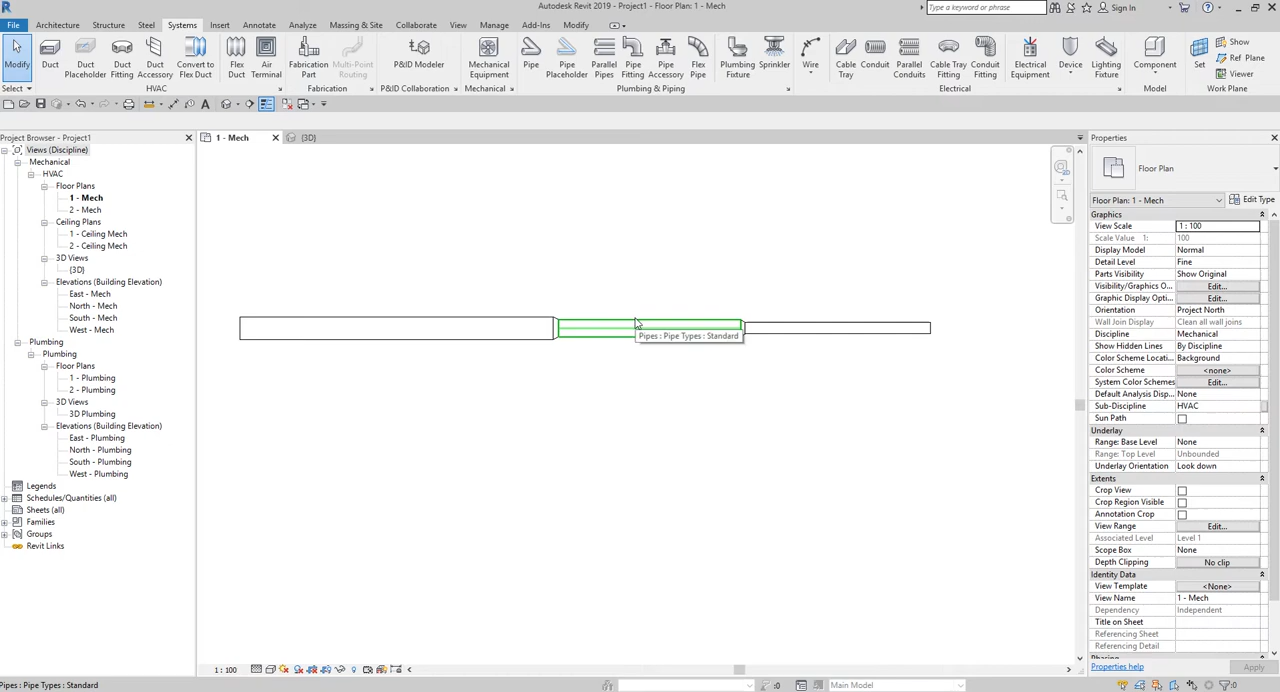 Autodesk Revit 2019 - Floor Plan: 1 - Mech
Type a keyword or phrase
Sign In
File Architecture Structure Steel Systems Insert Annotate Analyze Massing & Site Collaborate View Manage Add-Ins Modify
Modify
Duct
Duct Placeholder
Duct Fitting
Duct Accessory
Convert to Flex Duct
Flex Duct
Air Terminal
Fabrication Part
Multi-Point Routing
P&ID Modeler
Mechanical Equipment
Pipe
Pipe Placeholder
Parallel Pipes
Pipe Fitting
Pipe Accessory
Flex Pipe
Plumbing Fixture
Sprinkler
Wire
Cable Tray
Conduit
Parallel Conduits
Cable Tray Fitting
Conduit Fitting
Electrical Equipment
Device
Lighting Fixture
Component
Set
Show
Ref Plane
Viewer
Select HVAC Fabrication P&ID Collaboration Mechanical Plumbing & Piping Electrical Model Work Plane
Project Browser - Project1
Views (Discipline)
Mechanical
HVAC
Floor Plans
1 - Mech
2 - Mech
Ceiling Plans
1 - Ceiling Mech
2 - Ceiling Mech
3D Views
{3D}
Elevations (Building Elevation)
East - Mech
North - Mech
South - Mech
West - Mech
Plumbing
Plumbing
Floor Plans
1 - Plumbing
2 - Plumbing
3D Views
3D Plumbing
Elevations (Building Elevation)
East - Plumbing
North - Plumbing
South - Plumbing
West - Plumbing
Legends
Schedules/Quantities (all)
Sheets (all)
Families
Groups
Revit Links
1 - Mech
{3D}
Pipes : Pipe Types : Standard
Properties
Floor Plan
Floor Plan: 1 - Mech Edit Type
Graphics
View Scale 1 : 100
Scale Value 1: 100
Display Model Normal
Detail Level Fine
Parts Visibility Show Original
Visibility/Graphics O... Edit...
Graphic Display Opti... Edit...
Orientation Project North
Wall Join Display Clean all wall joins
Discipline Mechanical
Show Hidden Lines By Discipline
Color Scheme Locati... Background
Color Scheme <none>
System Color Schemes Edit...
Default Analysis Disp... None
Sub-Discipline HVAC
Sun Path
Underlay
Range: Base Level None
Range: Top Level Unbounded
Underlay Orientation Look down
Extents
Crop View
Crop Region Visible
Annotation Crop
View Range Edit...
Associated Level Level 1
Scope Box None
Depth Clipping No clip
Identity Data
View Template <None>
View Name 1 - Mech
Dependency Independent
Title on Sheet
Referencing Sheet
Referencing Detail
Phasing
Properties help Apply
1 : 100
Pipes : Pipe Types : Standard
:0
Main Model
:0